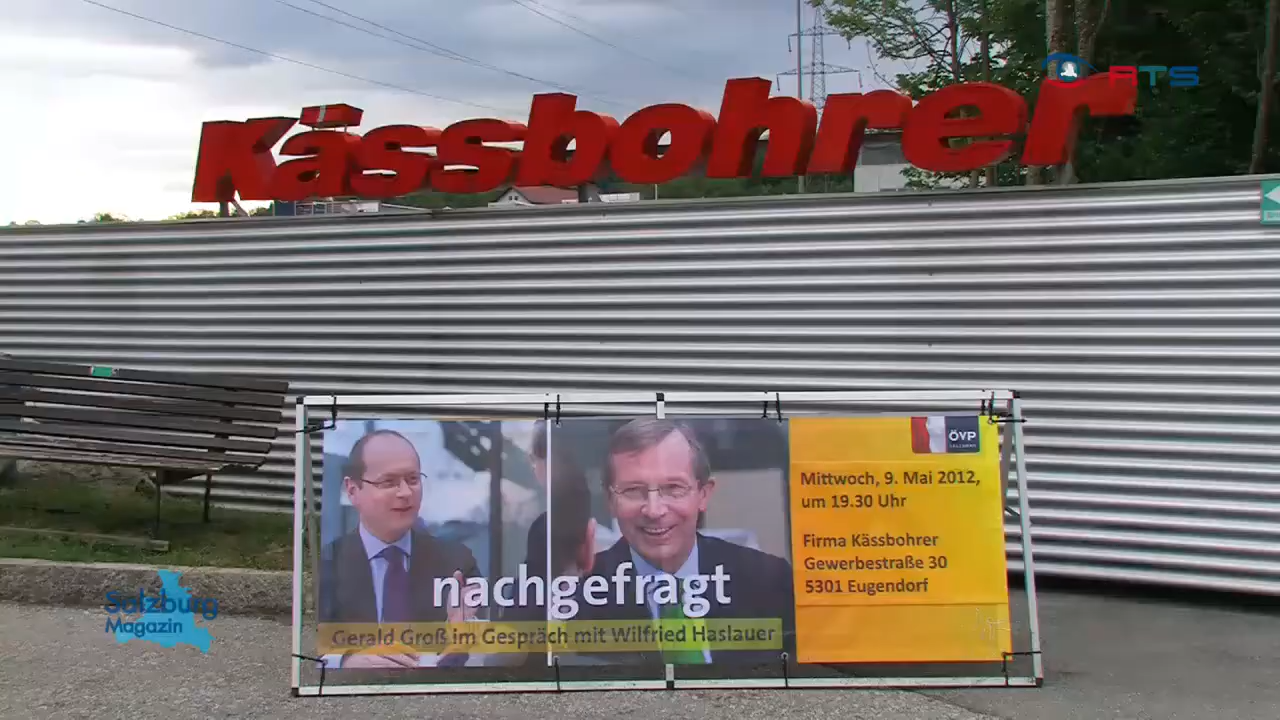 Kässbohrer
RTS
ÖVP
Mittwoch, 9. Mai 2012,
um 19.30 Uhr
Firma Kässbohrer
Gewerbestraße 30
5301 Eugendorf
nachgefragt
Gerald Groß im Gespräch mit Wilfried Haslauer
Salzburg
Magazin